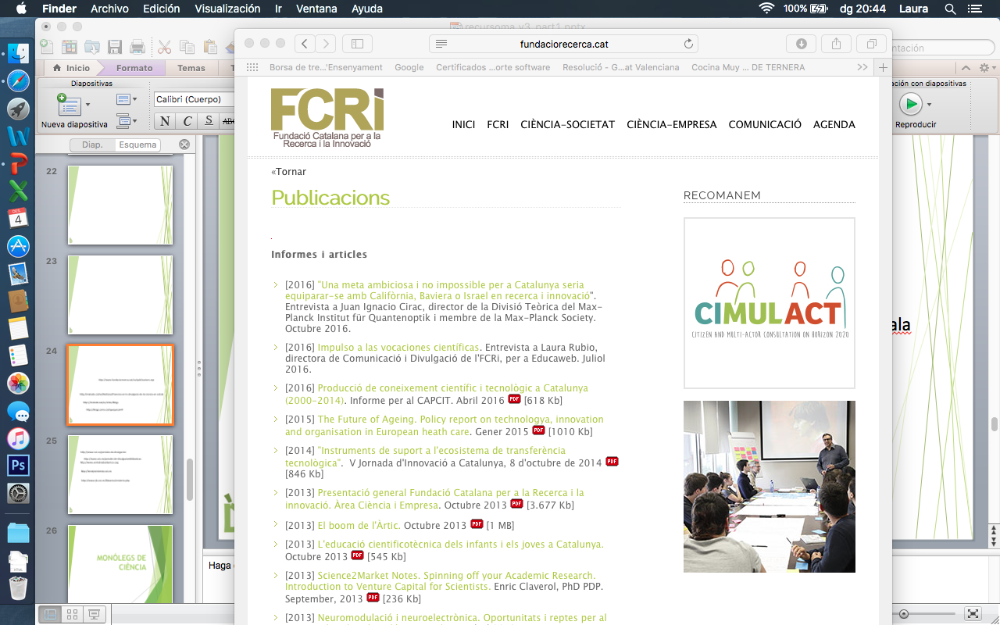 Finder Archivo Edición Visualización Ir Ventana Ayuda 100% dg 20:44 Laura
recursoma v3_part1.pptx
Inicio Formato Temas
Diapositivas
Nueva diapositiva
Calibri (Cuerpo)
N C S ABC
Diap. Esquema
22
23
24
25
26
MONÓLEGS DE
CIÈNCIA
DES
4
Ps
fundaciorecerca.cat
Borsa de tre...'Ensenyament Google Certificados ...orte software Resolució - G...at Valenciana Cocina Muy ... DE TERNERA
FCRi
Fundació Catalana per a la
Recerca i la Innovació
INICI FCRI CIÈNCIA-SOCIETAT CIÈNCIA-EMPRESA COMUNICACIÓ AGENDA
«Tornar
Publicacions
.
Informes i articles
[2016] "Una meta ambiciosa i no impossible per a Catalunya seria
equiparar-se amb Califòrnia, Baviera o Israel en recerca i innovació".
Entrevista a Juan Ignacio Cirac, director de la Divisió Teòrica del Max-
Planck Institut für Quantenoptik i membre de la Max-Planck Society.
Octubre 2016.
[2016] Impulso a las vocaciones científicas. Entrevista a Laura Rubio,
directora de Comunicació i Divulgació de l'FCRi, per a Educaweb. Juliol
2016.
[2016] Producció de coneixement científic i tecnològic a Catalunya
(2000-2014). Informe per al CAPCIT. Abril 2016 PDF [618 Kb]
[2015] The Future of Ageing. Policy report on technologya, innovation
and organisation in European heath care. Gener 2015 PDF [1010 Kb]
[2014] "Instruments de suport a l'ecosistema de transferència
tecnològica". V Jornada d'Innovació a Catalunya, 8 d'octubre de 2014 PDF
[846 Kb]
[2013] Presentació general Fundació Catalana per a la Recerca i la
innovació. Àrea Ciència i Empresa. Octubre 2013 PDF [3.677 Kb]
[2013] El boom de l'Àrtic. Octubre 2013 PDF [1 MB]
[2013] L'educació cientificotècnica dels infants i els joves a Catalunya.
Octubre 2013 PDF [545 Kb]
[2013] Science2Market Notes. Spinning off your Academic Research.
Introduction to Venture Capital for Scientists. Enric Claverol, PhD PDP.
September, 2013 PDF [236 Kb]
[2013] Neuromodulació i neuroelectrònica. Oportunitats i reptes per al
RECOMANEM
CIMULACT
CITIZEN AND MULTI-ACTOR CONSULTATION ON HORIZON 2020
ntación
ación con diapositivas
Reproducir
ala
Haga